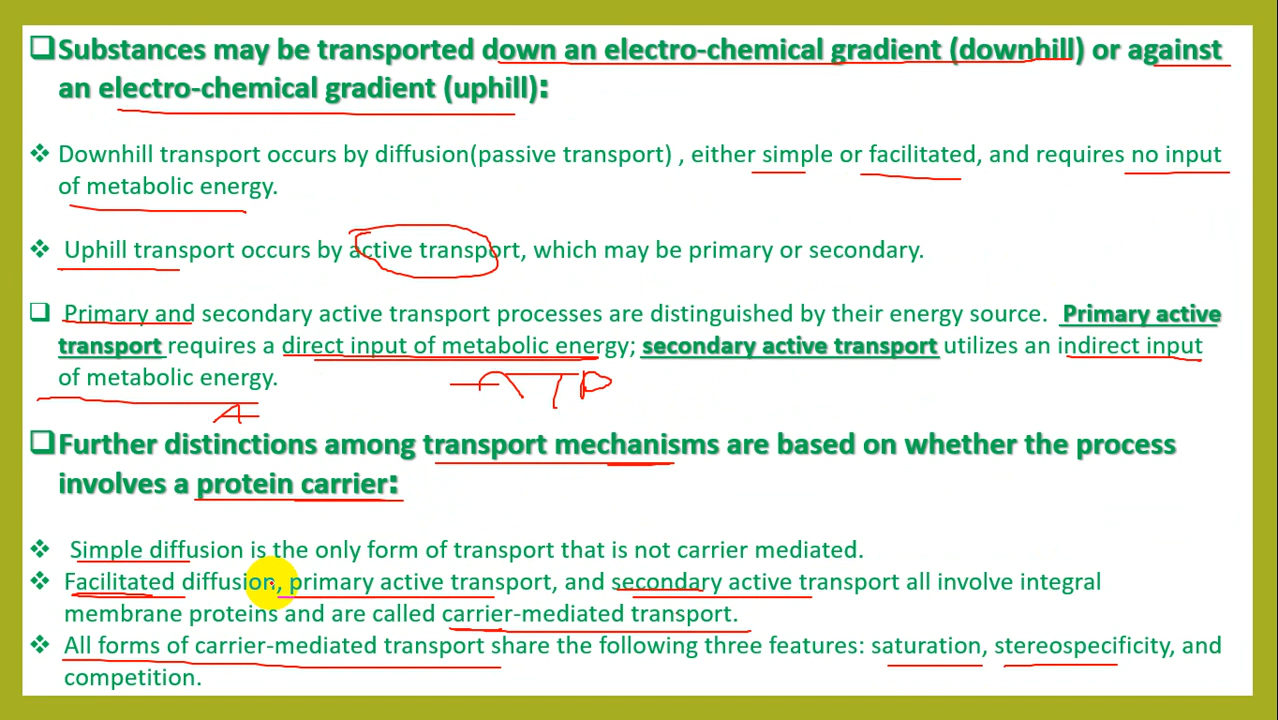 Substances may be transported down an electro-chemical gradient (downhill) or against
an electro-chemical gradient (uphill):
Downhill transport occurs by diffusion(passive transport) , either simple or facilitated, and requires no input
of metabolic energy.
Uphill transport occurs by active transport, which may be primary or secondary.
Primary and secondary active transport processes are distinguished by their energy source. Primary active
transport requires a direct input of metabolic energy; secondary active transport utilizes an indirect input
of metabolic energy.
ATP
A
Further distinctions among transport mechanisms are based on whether the process
involves a protein carrier:
Simple diffusion is the only form of transport that is not carrier mediated.
Facilitated diffusion, primary active transport, and secondary active transport all involve integral
membrane proteins and are called carrier-mediated transport.
All forms of carrier-mediated transport share the following three features: saturation, stereospecificity, and
competition.